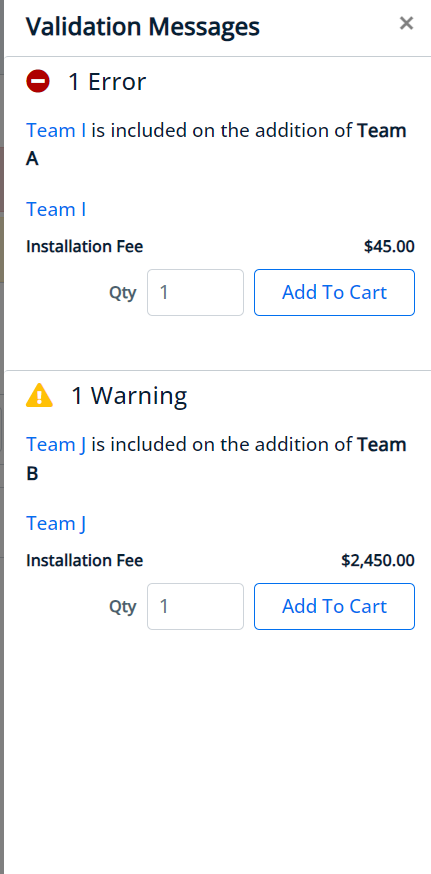 Validation Messages ×
1 Error
Team I is included on the addition of Team
A
Team I
Installation Fee $45.00
Qty 1 Add To Cart
1 Warning
Team J is included on the addition of Team
B
Team J
Installation Fee $2,450.00
Qty 1 Add To Cart